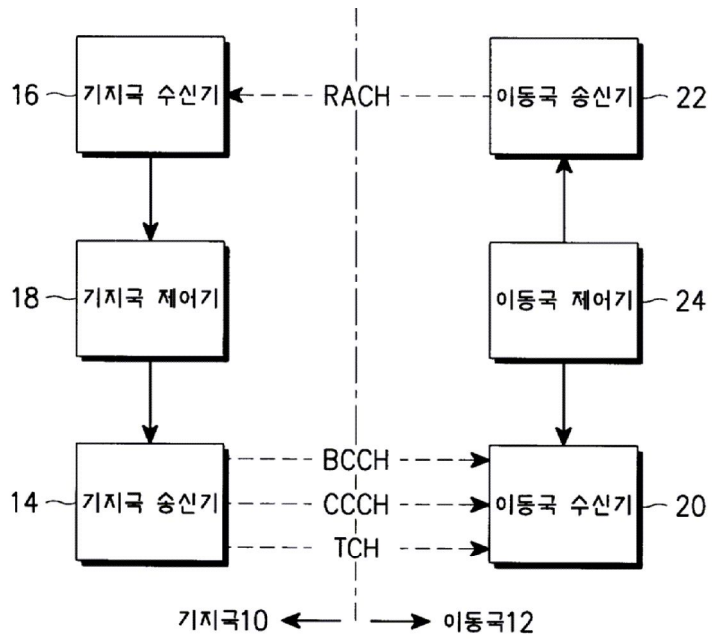 16 기지국 수신기 RACH 이동국 송신기 22
18 기지국 제어기 이동국 제어기 24
BCCH
14 기지국 송신기 CCCH 이동국 수신기 20
TCH
기지국10 이동국12